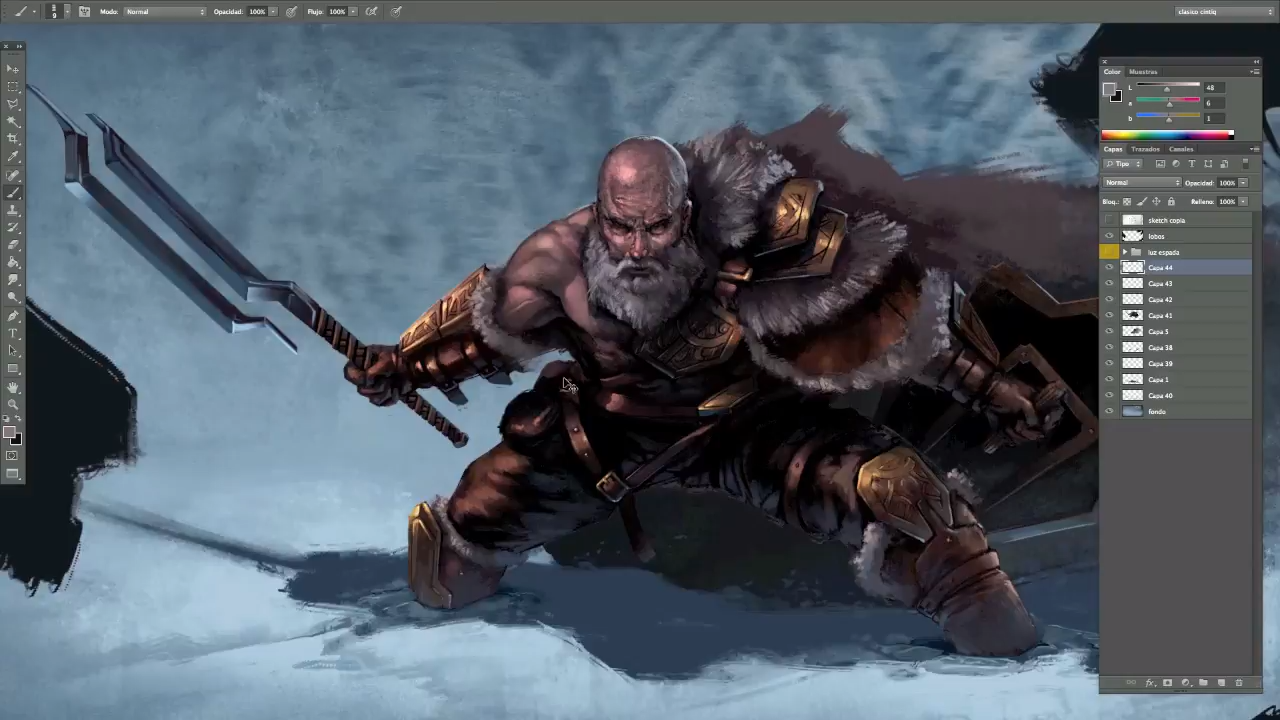 9 Modo: Normal Opacidad: 100% Flujo: 100% clasico cintiq
Color Muestras
L 48
a 6
b 1
Capas Trazados Canales
Tipo
Normal Opacidad: 100%
Bloq.: Relleno: 100%
sketch copia
lobos
luz espada
Capa 44
Capa 43
Capa 42
Capa 41
Capa 5
Capa 38
Capa 39
Capa 1
Capa 40
fondo